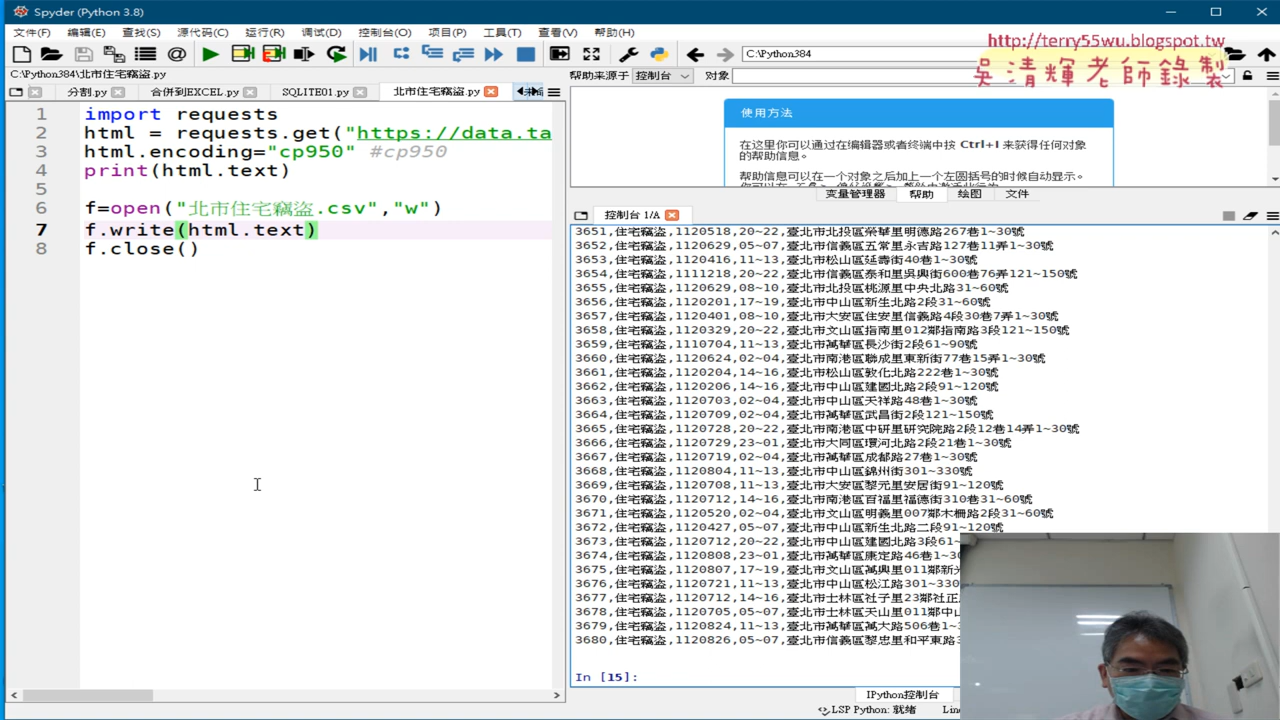 Spyder (Python 3.8)
文件(F) 编辑(E) 查找(S) 源代码(C) 运行(R) 调试(D) 控制台(O) 项目(P) 工具(T) 查看(V) 帮助(H)
http://terry55wu.blogspot.tw
吳清輝老師錄製
C:\Python384
C:\Python384\北市住宅竊盜.py
帮助来源于 控制台 对象
分割.py 合併到EXCEL.py SQLITE01.py 北市住宅竊盜.py
1 import requests
2 html = requests.get("https://data.ta
3 html.encoding="cp950" #cp950
4 print(html.text)
5
6 f=open("北市住宅竊盜.csv","w")
7 f.write(html.text)
8 f.close()
使用方法
在这里你可以通过在编辑器或者终端中按 Ctrl+I 来获得任何对象
的帮助信息。
帮助信息可以在一个对象之后加上一个左圆括号的时候自动显示。
变量管理器 帮助 绘图 文件
控制台 1/A
3651,住宅竊盜,1120518,20~22,臺北市北投區榮華里明德路267巷1~30號
3652,住宅竊盜,1120629,05~07,臺北市信義區五常里永吉路127巷11弄1~30號
3653,住宅竊盜,1120416,11~13,臺北市松山區延壽街40巷1~30號
3654,住宅竊盜,1111218,20~22,臺北市信義區泰和里吳興街600巷76弄121~150號
3655,住宅竊盜,1120629,08~10,臺北市北投區桃源里中央北路31~60號
3656,住宅竊盜,1120201,17~19,臺北市中山區新生北路2段31~60號
3657,住宅竊盜,1120401,08~10,臺北市大安區住安里信義路4段30巷7弄1~30號
3658,住宅竊盜,1120329,20~22,臺北市文山區指南里012鄰指南路3段121~150號
3659,住宅竊盜,1110704,11~13,臺北市萬華區長沙街2段61~90號
3660,住宅竊盜,1120624,02~04,臺北市南港區聯成里東新街77巷15弄1~30號
3661,住宅竊盜,1120204,14~16,臺北市松山區敦化北路222巷1~30號
3662,住宅竊盜,1120206,14~16,臺北市中山區建國北路2段91~120號
3663,住宅竊盜,1120703,02~04,臺北市中山區天祥路48巷1~30號
3664,住宅竊盜,1120709,02~04,臺北市萬華區武昌街2段121~150號
3665,住宅竊盜,1120728,20~22,臺北市南港區中研里研究院路2段12巷14弄1~30號
3666,住宅竊盜,1120729,23~01,臺北市大同區環河北路2段21巷1~30號
3667,住宅竊盜,1120719,02~04,臺北市萬華區成都路27巷1~30號
3668,住宅竊盜,1120804,11~13,臺北市中山區錦州街301~330號
3669,住宅竊盜,1120708,11~13,臺北市大安區黎元里安居街91~120號
3670,住宅竊盜,1120712,14~16,臺北市南港區百福里福德街310巷31~60號
3671,住宅竊盜,1120520,02~04,臺北市文山區明義里007鄰木柵路2段31~60號
3672,住宅竊盜,1120427,05~07,臺北市中山區新生北路二段91~120號
3673,住宅竊盜,1120712,20~22,臺北市中山區建國北路3段61~
3674,住宅竊盜,1120808,23~01,臺北市萬華區康定路46巷1~3
3675,住宅竊盜,1120807,17~19,臺北市文山區萬興里011鄰新光
3676,住宅竊盜,1120721,11~13,臺北市中山區松江路301~330
3677,住宅竊盜,1120712,14~16,臺北市士林區社子里23鄰社正
3678,住宅竊盜,1120705,05~07,臺北市士林區天山里011鄰中山
3679,住宅竊盜,1120824,11~13,臺北市萬華區萬大路506巷1~
3680,住宅竊盜,1120826,05~07,臺北市信義區黎忠里和平東路3
In [15]:
IPython控制台
LSP Python: 就绪 Line